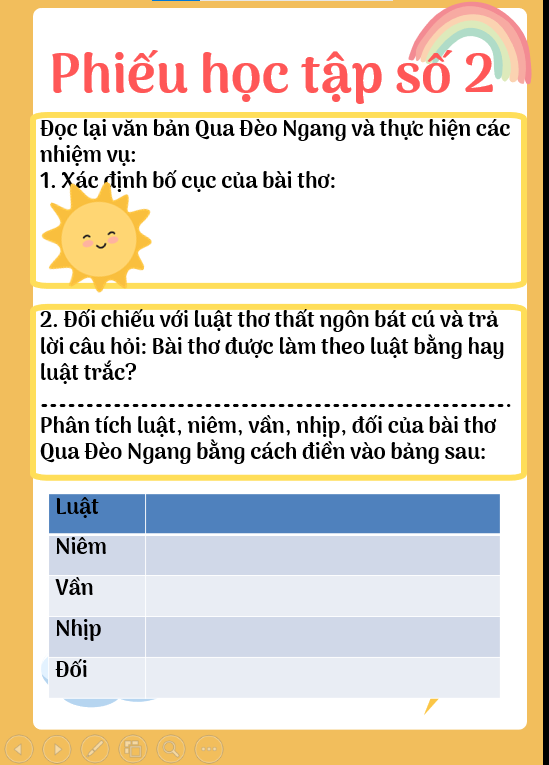 Phiếu học tập số 2
Đọc lại văn bản Qua Đèo Ngang và thực hiện các
nhiệm vụ:
1. Xác định bố cục của bài thơ:
2. Đối chiếu với luật thơ thất ngôn bát cú và trả
lời câu hỏi: Bài thơ được làm theo luật bằng hay
luật trắc?
Phân tích luật, niêm, vần, nhịp, đối của bài thơ
Qua Đèo Ngang bằng cách điền vào bảng sau:
Luật
Niêm
Vần
Nhịp
Đối